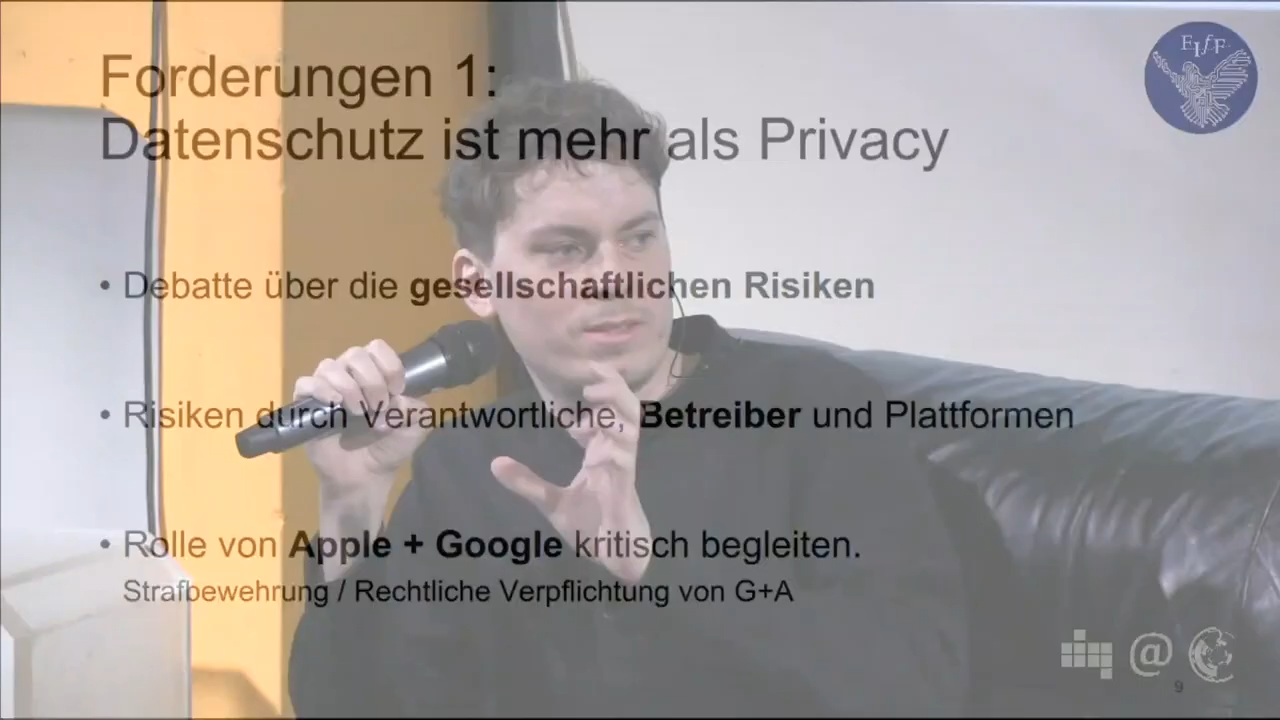 FIfF
Forderungen 1:
Datenschutz ist mehr als Privacy
• Debatte über die gesellschaftlichen Risiken
• Risiken durch Verantwortliche, Betreiber und Plattformen
• Rolle von Apple + Google kritisch begleiten.
Strafbewehrung / Rechtliche Verpflichtung von G+A
@
9